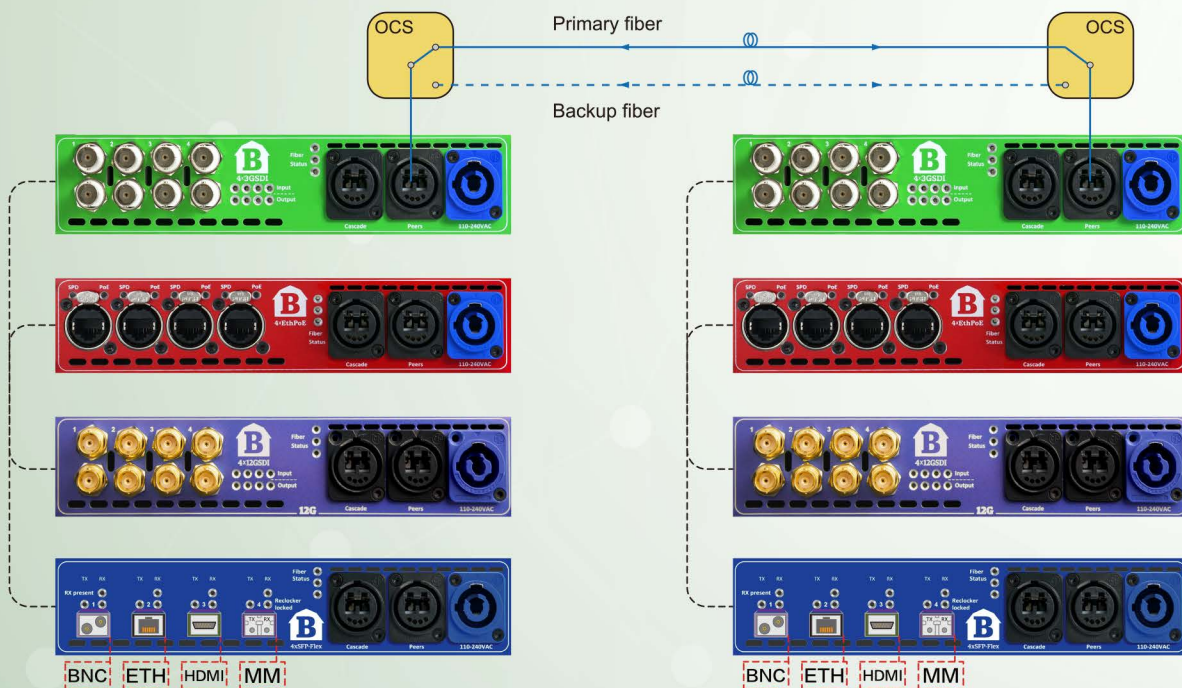 OCS
Primary fiber
OCS
Backup fiber
1 2 3 4
B
4×3GSDI
Fiber
Status
Input
Output
Cascade
Peers
110-240VAC
1 2 3 4
B
4×3GSDI
Fiber
Status
Input
Output
Cascade
Peers
110-240VAC
SPD PoE SPD PoE SPD PoE SPD PoE
B
4×EthPoE
Fiber
Status
Cascade
Peers
110-240VAC
SPD PoE SPD PoE SPD PoE SPD PoE
B
4×EthPoE
Fiber
Status
Cascade
Peers
110-240VAC
1 2 3 4
B
4×12GSDI
Fiber
Status
Input
Output
12G
Cascade
Peers
110-240VAC
1 2 3 4
B
4×12GSDI
Fiber
Status
Input
Output
12G
Cascade
Peers
110-240VAC
TX RX TX RX TX RX TX RX
RX present
1 2 3 4
Reclocker
locked
TX RX
Fiber
Status
B
4xSFP-Flex
Cascade
Peers
110-240VAC
TX RX TX RX TX RX TX RX
RX present
1 2 3 4
Reclocker
locked
TX RX
Fiber
Status
B
4xSFP-Flex
Cascade
Peers
110-240VAC
BNC ETH HDMI MM
BNC ETH HDMI MM